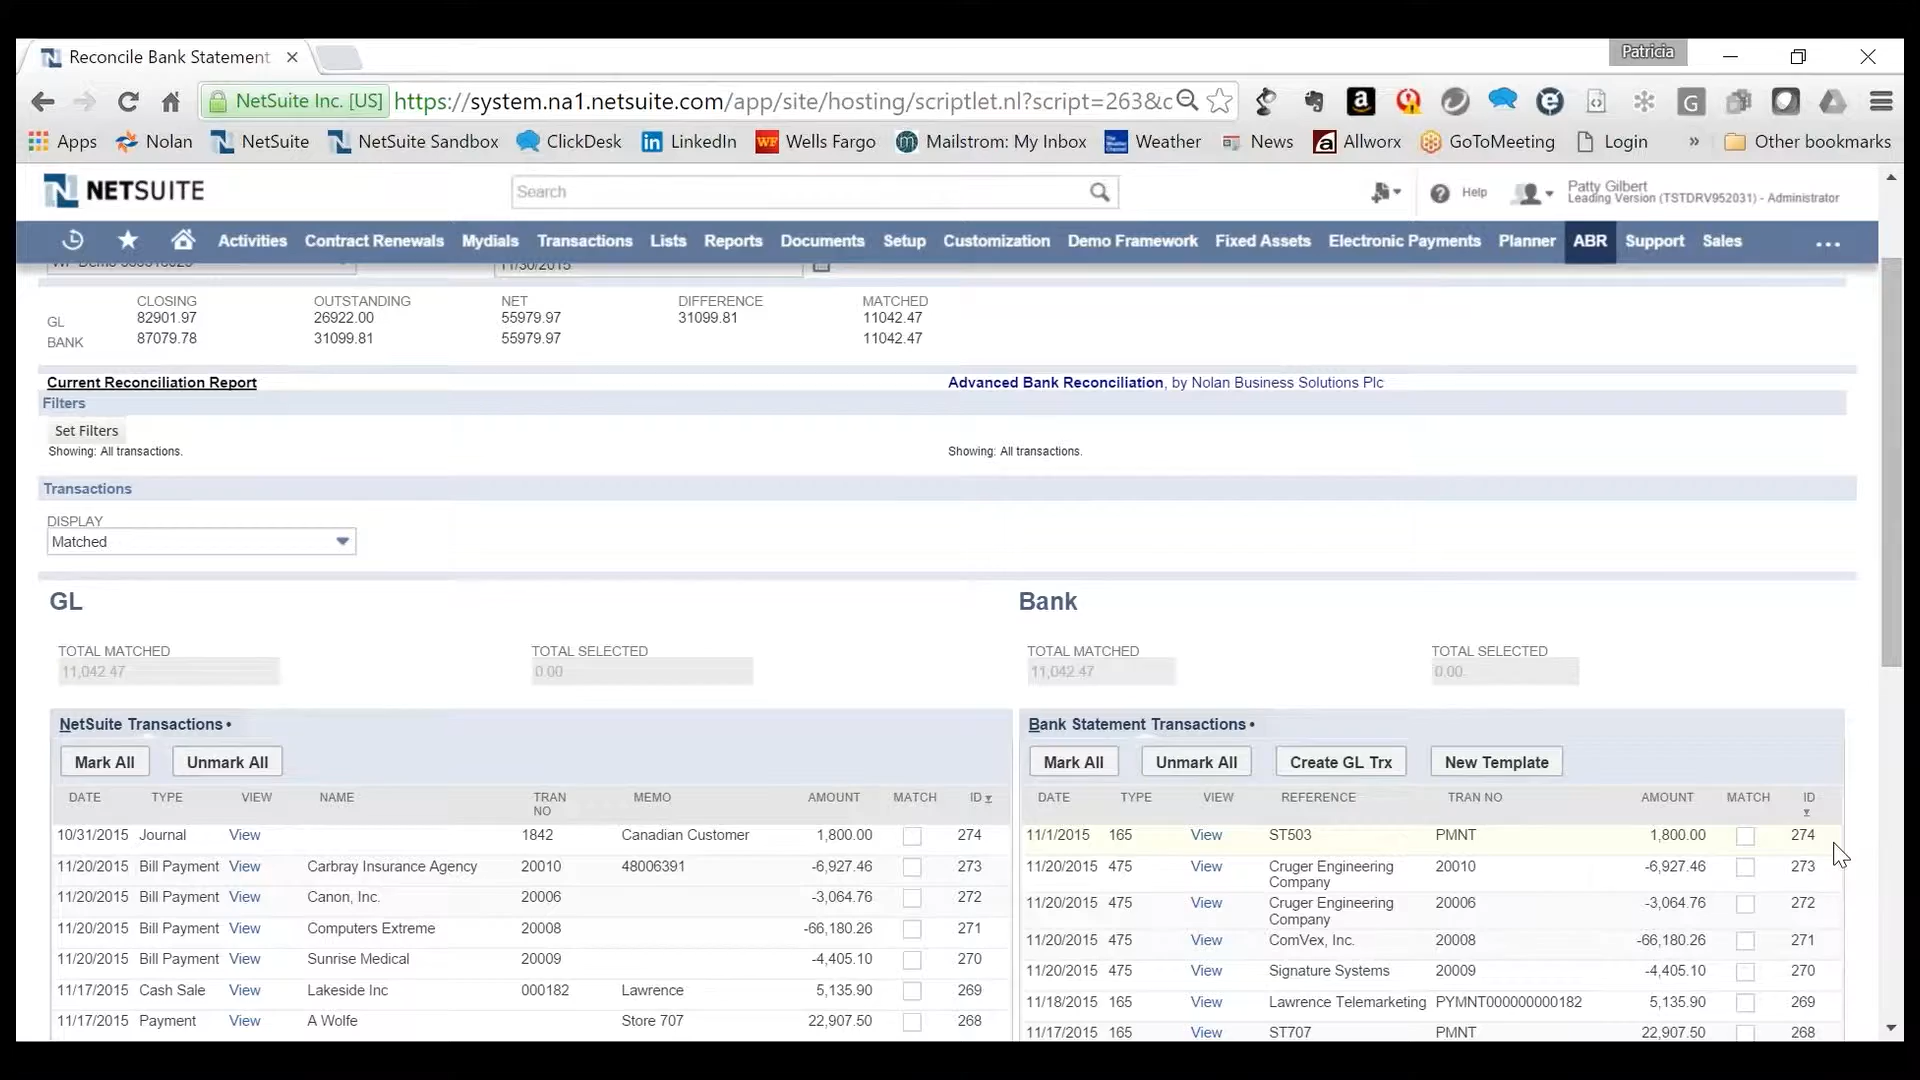 Reconcile Bank Statement
Patricia
NetSuite Inc. [US] https://system.na1.netsuite.com/app/site/hosting/scriptlet.nl?script=263&c
Apps Nolan NetSuite NetSuite Sandbox ClickDesk LinkedIn Wells Fargo Mailstrom: My Inbox Weather News Allworx GoToMeeting Login » Other bookmarks
NETSUITE Search Help Patty Gilbert
Leading Version (TSTDRV952031) - Administrator
Activities Contract Renewals Mydials Transactions Lists Reports Documents Setup Customization Demo Framework Fixed Assets Electronic Payments Planner ABR Support Sales ...
11/30/2015
CLOSING OUTSTANDING NET DIFFERENCE MATCHED
GL 82901.97 26922.00 55979.97 31099.81 11042.47
BANK 87079.78 31099.81 55979.97 11042.47
Current Reconciliation Report Advanced Bank Reconciliation, by Nolan Business Solutions Plc
Filters
Set Filters
Showing: All transactions. Showing: All transactions.
Transactions
DISPLAY
Matched
GL Bank
TOTAL MATCHED TOTAL SELECTED TOTAL MATCHED TOTAL SELECTED
11,042.47 0.00 11,042.47 0.00
NetSuite Transactions • Bank Statement Transactions •
Mark All Unmark All Mark All Unmark All Create GL Trx New Template
DATE TYPE VIEW NAME TRAN NO MEMO AMOUNT MATCH ID DATE TYPE VIEW REFERENCE TRAN NO AMOUNT MATCH ID
10/31/2015 Journal View 1842 Canadian Customer 1,800.00 274 11/1/2015 165 View ST503 PMNT 1,800.00 274
11/20/2015 Bill Payment View Carbray Insurance Agency 20010 48006391 -6,927.46 273 11/20/2015 475 View Cruger Engineering Company 20010 -6,927.46 273
11/20/2015 Bill Payment View Canon, Inc. 20006 -3,064.76 272 11/20/2015 475 View Cruger Engineering Company 20006 -3,064.76 272
11/20/2015 Bill Payment View Computers Extreme 20008 -66,180.26 271 11/20/2015 475 View ComVex, Inc. 20008 -66,180.26 271
11/20/2015 Bill Payment View Sunrise Medical 20009 -4,405.10 270 11/20/2015 475 View Signature Systems 20009 -4,405.10 270
11/17/2015 Cash Sale View Lakeside Inc 000182 Lawrence 5,135.90 269 11/18/2015 165 View Lawrence Telemarketing PYMNT000000000182 5,135.90 269
11/17/2015 Payment View A Wolfe Store 707 22,907.50 268 11/17/2015 165 View ST707 PMNT 22,907.50 268